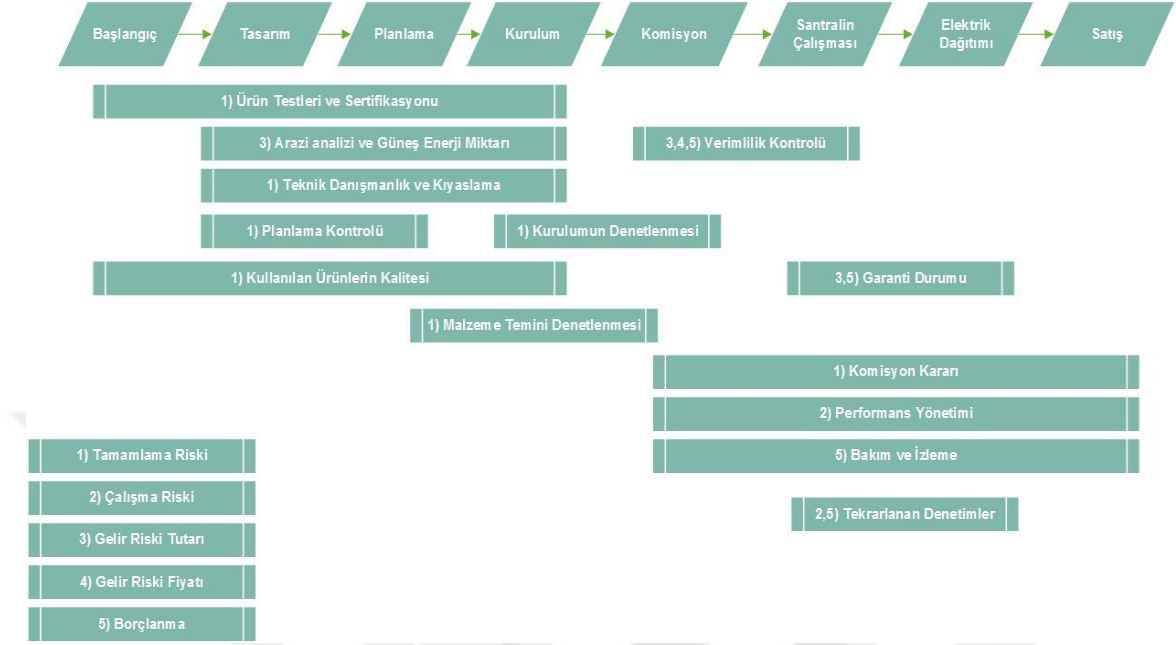 Başlangıç
Tasarım
Planlama
Kurulum
Komisyon
Santralin
Çalışması
Elektrik
Dağıtımı
Satış
1) Ürün Testleri ve Sertifikasyonu
3) Arazi analizi ve Güneş Enerji Miktarı
3,4,5) Verimlilik Kontrolü
1) Teknik Danışmanlık ve Kıyaslama
1) Planlama Kontrolü
1) Kurulumun Denetlenmesi
1) Kullanılan Ürünlerin Kalitesi
3,5) Garanti Durumu
1) Malzeme Temini Denetlenmesi
1) Komisyon Kararı
2) Performans Yönetimi
1) Tamamlama Riski
5) Bakım ve İzleme
2) Çalışma Riski
2,5) Tekrarlanan Denetimler
3) Gelir Riski Tutarı
4) Gelir Riski Fiyatı
5) Borçlanma